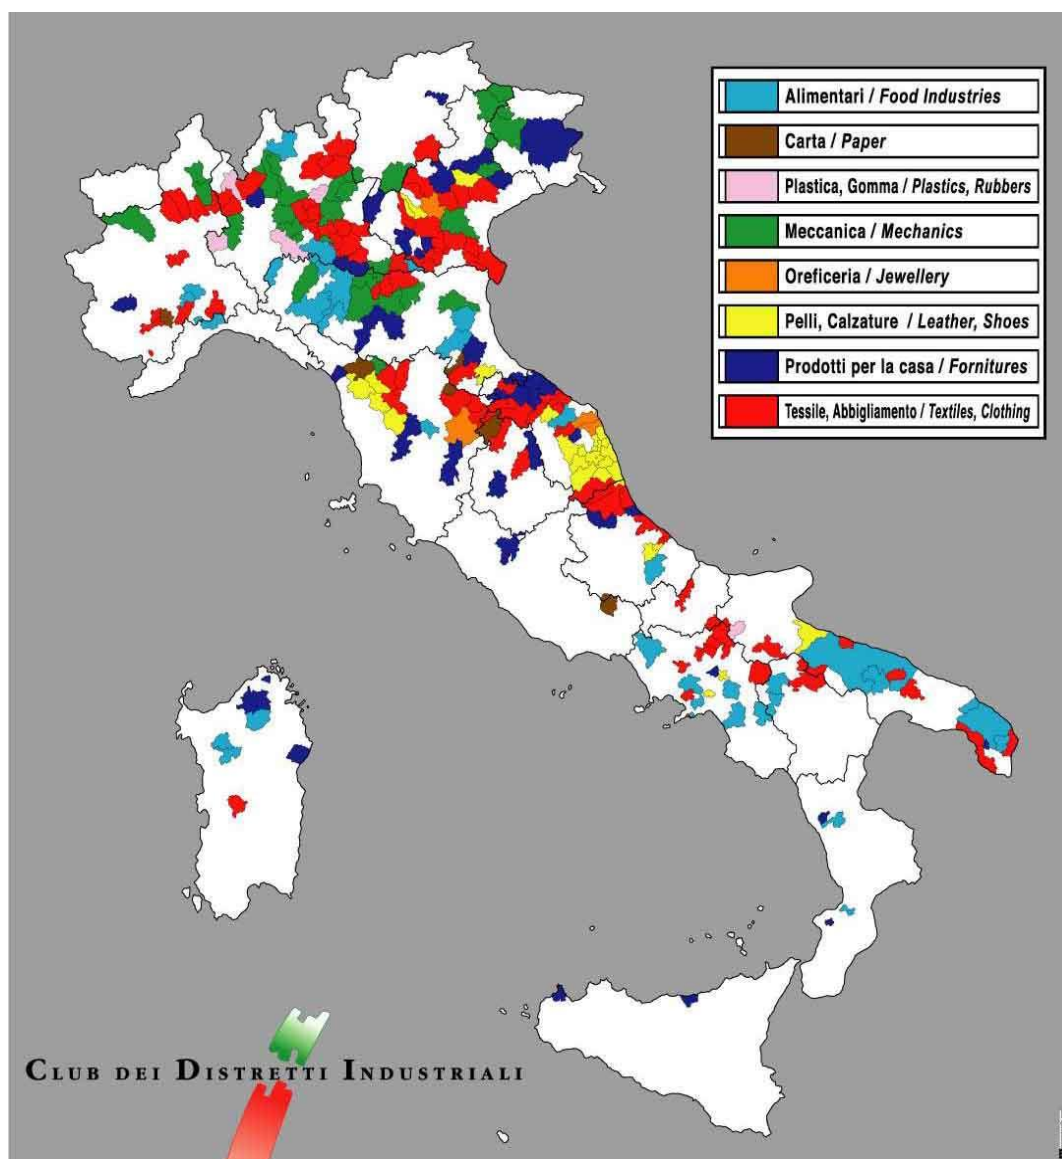 Alimentari / Food Industries
Carta / Paper
Plastica, Gomma / Plastics, Rubbers
Meccanica / Mechanics
Oreficeria / Jewellery
Pelli, Calzature / Leather, Shoes
Prodotti per la casa / Fornitures
Tessile, Abbigliamento / Textiles, Clothing
CLUB DEI DISTRETTI INDUSTRIALI